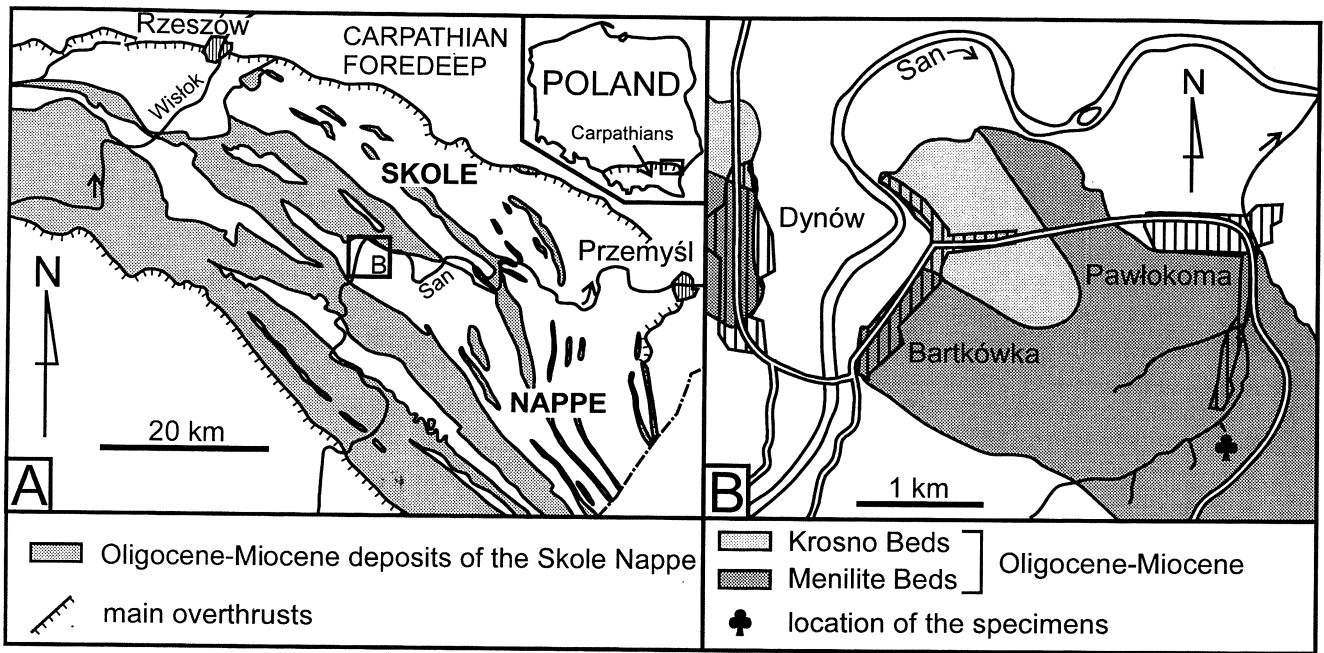 Rzeszów
CARPATHIAN
FOREDEEP
Wisłok
POLAND
Carpathians
SKOLE
Przemyśl
B
San
N
NAPPE
20 km
A
Oligocene-Miocene deposits of the Skole Nappe
main overthrusts
San
N
Dynów
Pawłokoma
Bartkówka
B
1 km
Krosno Beds
Menilite Beds
Oligocene-Miocene
location of the specimens